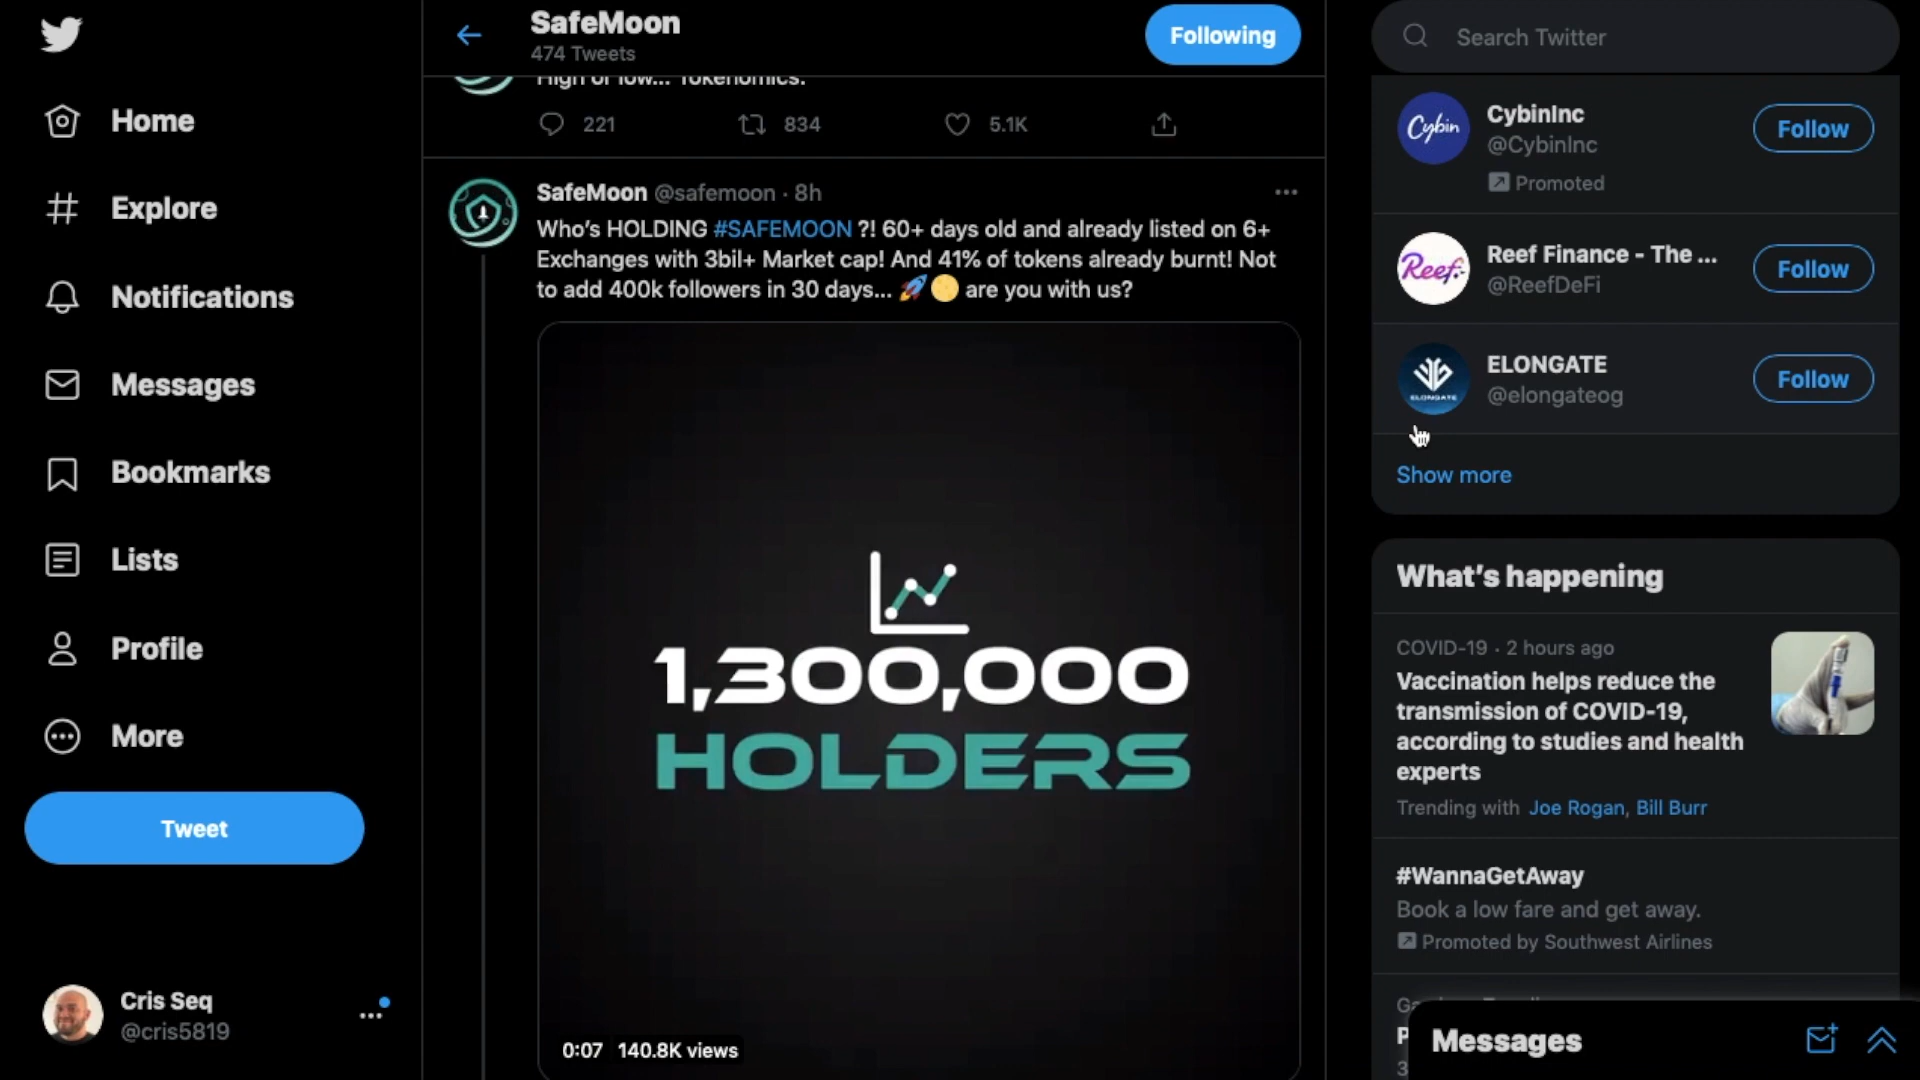 Home
Explore
Notifications
Messages
Bookmarks
Lists
Profile
More
Tweet
Cris Seq
@cris5819
SafeMoon
474 Tweets
Following
High or low... Tokenomics.
221 834 5.1K
SafeMoon @safemoon · 8h
Who's HOLDING #SAFEMOON ?! 60+ days old and already listed on 6+
Exchanges with 3bil+ Market cap! And 41% of tokens already burnt! Not
to add 400k followers in 30 days... 🚀🌕 are you with us?
1,300,000
HOLDERS
0:07 140.8K views
Search Twitter
Cybin
CybinInc
@CybinInc
Promoted
Follow
Reef.
Reef Finance - The ...
@ReefDeFi
Follow
ELONGATE
ELONGATE
@elongateog
Follow
Show more
What's happening
COVID-19 · 2 hours ago
Vaccination helps reduce the
transmission of COVID-19,
according to studies and health
experts
Trending with Joe Rogan, Bill Burr
#WannaGetAway
Book a low fare and get away.
Promoted by Southwest Airlines
Messages